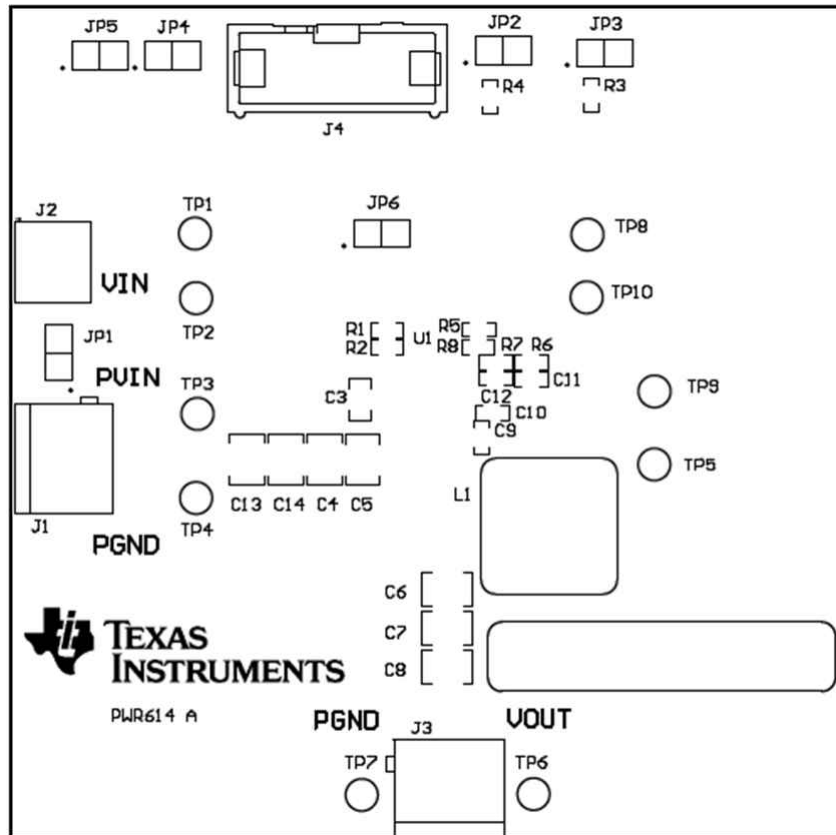 JP5 JP4 JP2 JP3
R4 R3
J4
J2 TP1 JP6 TP8
VIN TP10
TP2
JP1 R1 U1 R5
R2 R8 R7 R6
PVIN TP3 C3 C12 C11 TP9
C10
C9
TP5
L1
C13 C14 C4 C5
J1 TP4
PGND
C6
TEXAS
INSTRUMENTS
C7
C8
PWR614 A
PGND J3 VOUT
TP7 TP6